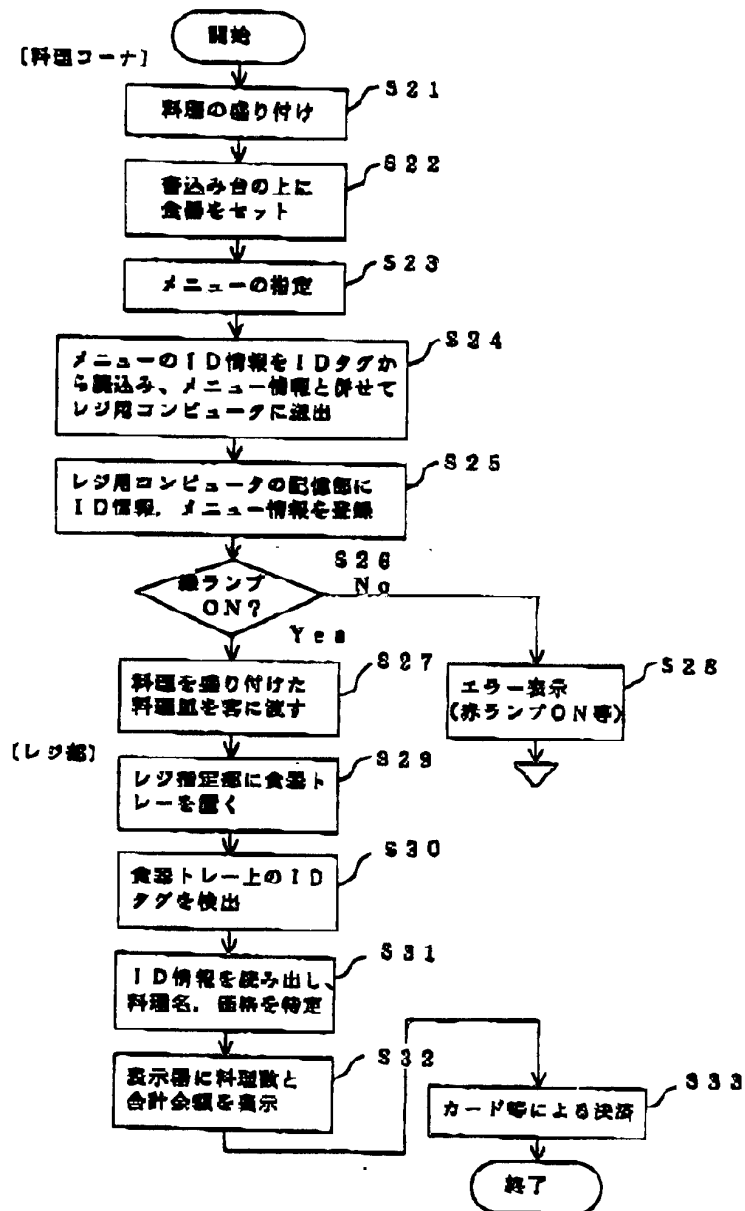 開始
[料理コーナ]
S21
料理の盛り付け
S22
書込み台の上に
食器をセット
S23
メニューの指定
S24
メニューのID情報をIDタグか
ら読込み、メニュー情報と併せて
レジ用コンピュータに送出
S25
レジ用コンピュータの記憶部に
ID情報，メニュー情報を登録
S26
緑ランプ
ON?
No
Yes
S27
料理を盛り付けた
料理皿を客に渡す
S28
エラー表示
(赤ランプON等)
[レジ部]
S29
レジ指定部に食器ト
レーを置く
S30
食器トレー上のID
タグを検出
S31
ID情報を読み出し、
料理名，価格を特定
S32
表示器に料理数と
合計金額を表示
S33
カード等による決済
終了